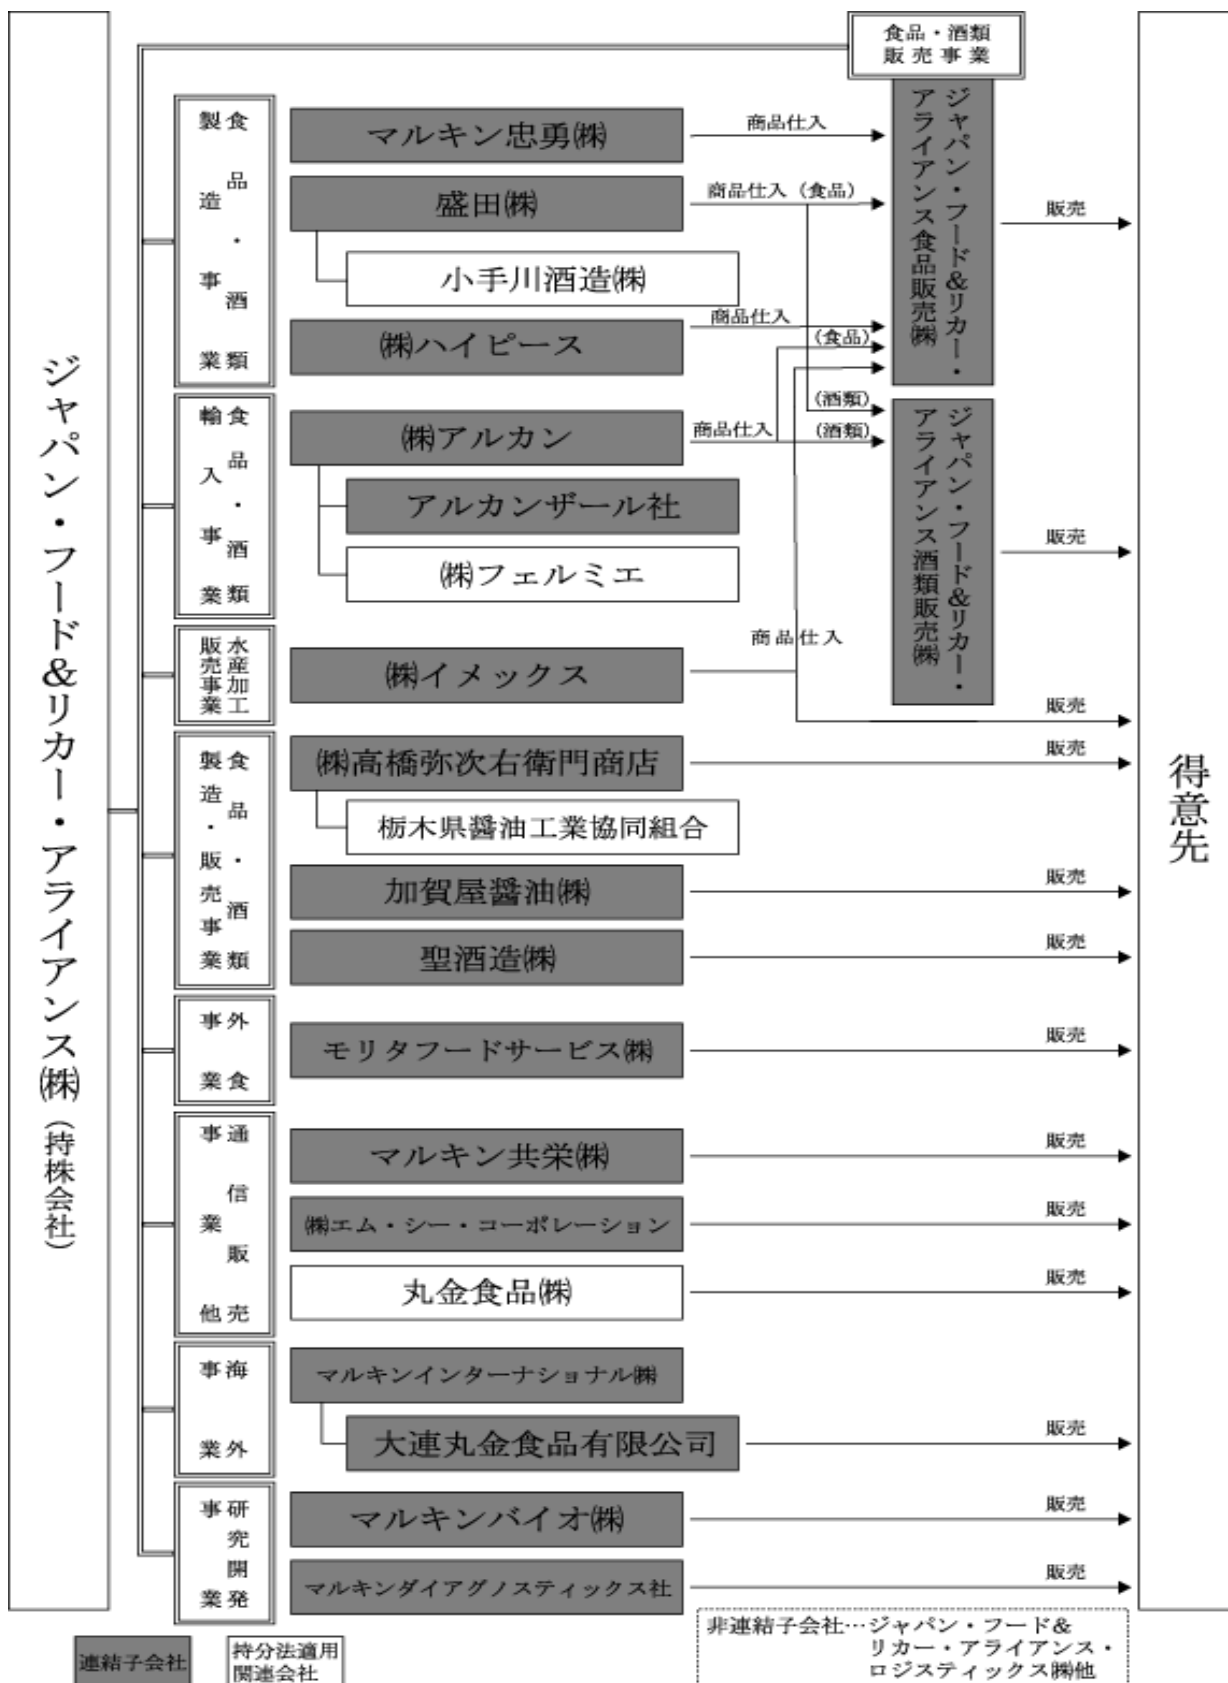 ジャパン・フード&リカー・アライアンス㈱（持株会社）
食品・酒類
販売事業
ジャパン・フード&リカー・
アライアンス食品販売㈱
ジャパン・フード&リカー・
アライアンス酒類販売㈱
食品・酒類
製造事業
マルキン忠勇㈱
商品仕入
盛田㈱
商品仕入（食品）
販売
小手川酒造㈱
㈱ハイピース
商品仕入
（食品）
（酒類）
食品・酒類
輸入事業
㈱アルカン
商品仕入
（酒類）
アルカンザール社
㈱フェルミエ
販売
水産加工
販売事業
㈱イメックス
商品仕入
販売
食品・酒類
製造・販売事業
㈱高橋弥次右衛門商店
販売
栃木県醤油工業協同組合
加賀屋醤油㈱
販売
聖酒造㈱
販売
外食
事業
モリタフードサービス㈱
販売
通信販売
事業他
マルキン共栄㈱
販売
㈱エム・シー・コーポレーション
販売
丸金食品㈱
販売
海外
事業
マルキンインターナショナル㈱
大連丸金食品有限公司
販売
研究開発
事業
マルキンバイオ㈱
販売
マルキンダイアグノスティックス社
販売
得意先
連結子会社
持分法適用
関連会社
非連結子会社…ジャパン・フード&
リカー・アライアンス・
ロジスティックス㈱他